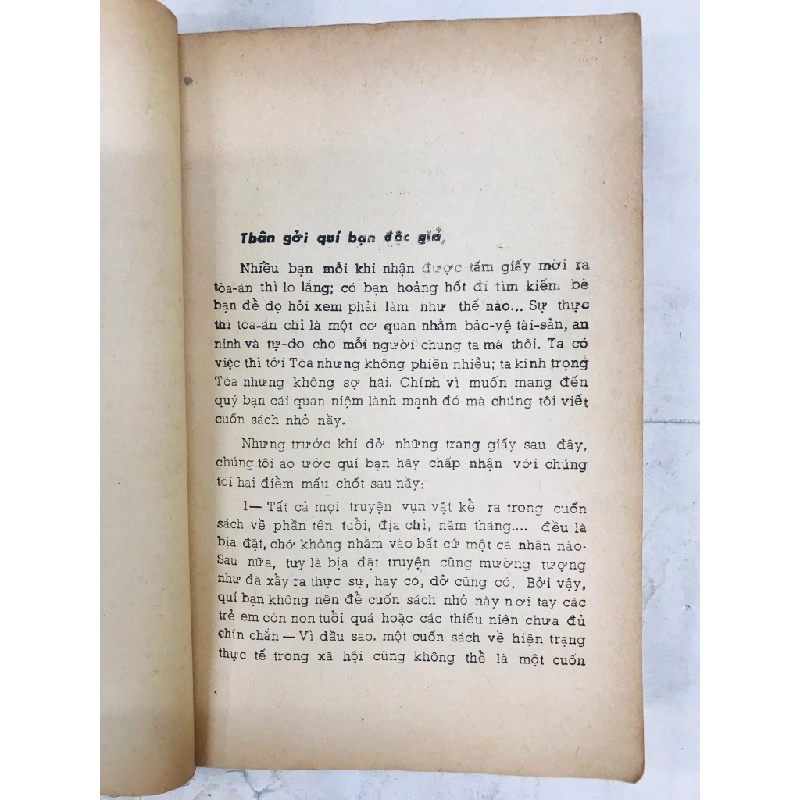 Thân gởi quí bạn độc giả,
Nhiều bạn mỗi khi nhận được tấm giấy mời ra
tòa-án thì lo lắng; có bạn hoảng hốt đi tìm kiếm bè
bạn để dọ hỏi xem phải làm như thế nào... Sự thực
thì tòa-án chỉ là một cơ quan nhằm bảo-vệ tài-sản, an
ninh và tự-do cho mỗi người chúng ta mà thôi. Ta có
việc thì tới Tòa nhưng không phiền nhiễu; ta kính trọng
Tòa nhưng không sợ hãi. Chính vì muốn mang đến
quý bạn cái quan niệm lành mạnh đó mà chúng tôi viết
cuốn sách nhỏ nầy.
Nhưng trước khi dở những trang giấy sau đây,
chúng tôi ao ước quí bạn hãy chấp nhận với chúng
tôi hai điểm mấu chốt sau nầy:
1— Tất cả mọi truyện vụn vặt kể ra trong cuốn
sách về phần tên tuổi, địa chỉ, năm tháng.... đều là
bịa đặt, chớ không nhằm vào bất cứ một cá nhân nào.
Sau nữa, tuy là bịa đặt truyện cũng mường tượng
như đã xẩy ra thực sự, hay có, dở cũng có. Bởi vậy,
quí bạn không nên để cuốn sách nhỏ này nơi tay các
trẻ em còn non tuổi quá hoặc các thiếu niên chưa đủ
chín chắn — Vì dầu sao, một cuốn sách về hiện trạng
thực tế trong xã hội cũng không thể là một cuốn